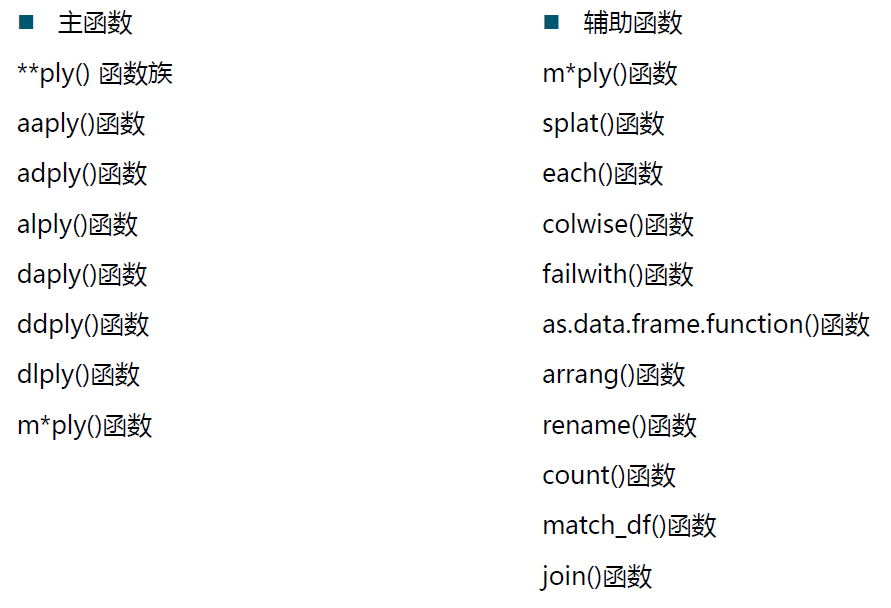 ■ 主函数
**ply() 函数族
aaply()函数
adply()函数
alply()函数
daply()函数
ddply()函数
dlply()函数
m*ply()函数
■ 辅助函数
m*ply()函数
splat()函数
each()函数
colwise()函数
failwith()函数
as.data.frame.function()函数
arrang()函数
rename()函数
count()函数
match_df()函数
join()函数